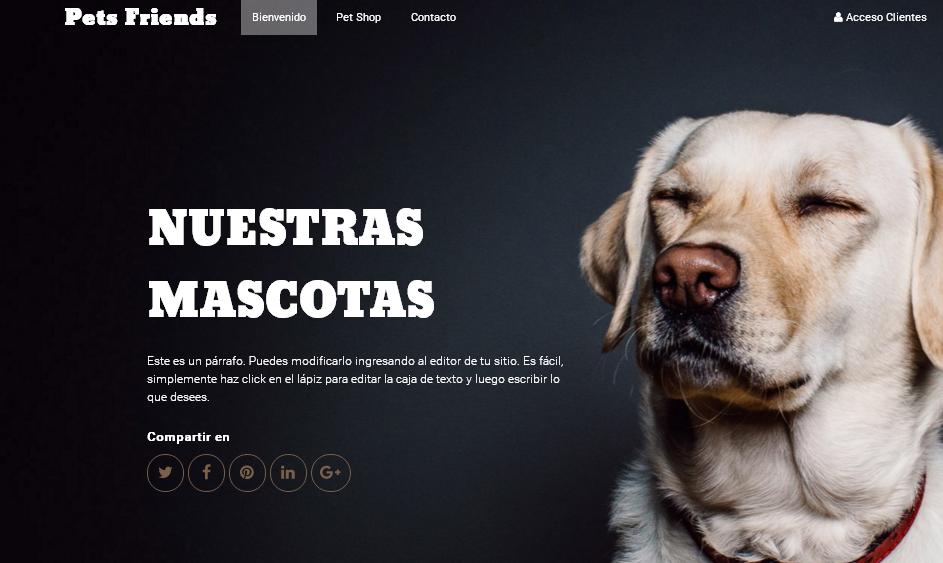 Pets Friends
Bienvenido
Pet Shop
Contacto
Acceso Clientes
NUESTRAS
MASCOTAS
Este es un párrafo. Puedes modificarlo ingresando al editor de tu sitio. Es fácil,
simplemente haz click en el lápiz para editar la caja de texto y luego escribir lo
que desees.
Compartir en